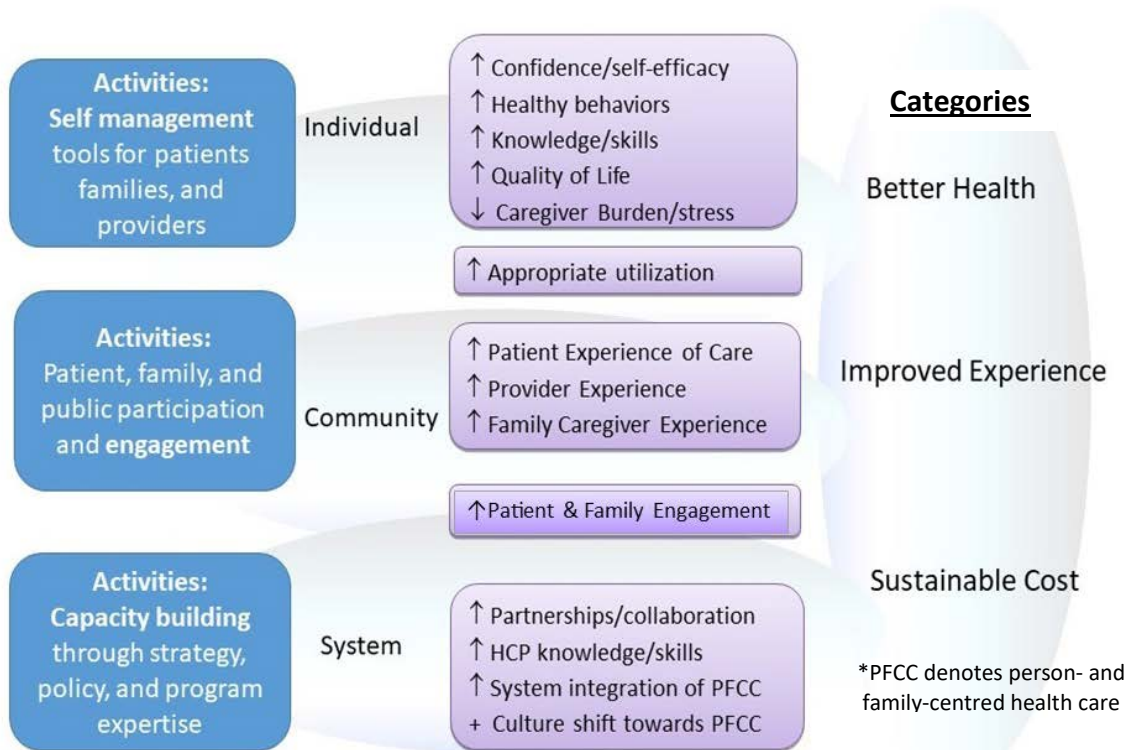 Activities:
Self management
tools for patients
families, and
providers
Individual
↑ Confidence/self-efficacy
↑ Healthy behaviors
↑ Knowledge/skills
↑ Quality of Life
↓ Caregiver Burden/stress
↑ Appropriate utilization
Activities:
Patient, family, and
public participation
and engagement
Community
↑ Patient Experience of Care
↑ Provider Experience
↑ Family Caregiver Experience
↑Patient & Family Engagement
Activities:
Capacity building
through strategy,
policy, and program
expertise
System
↑ Partnerships/collaboration
↑ HCP knowledge/skills
↑ System integration of PFCC
+ Culture shift towards PFCC
Categories
Better Health
Improved Experience
Sustainable Cost
*PFCC denotes person- and
family-centred health care